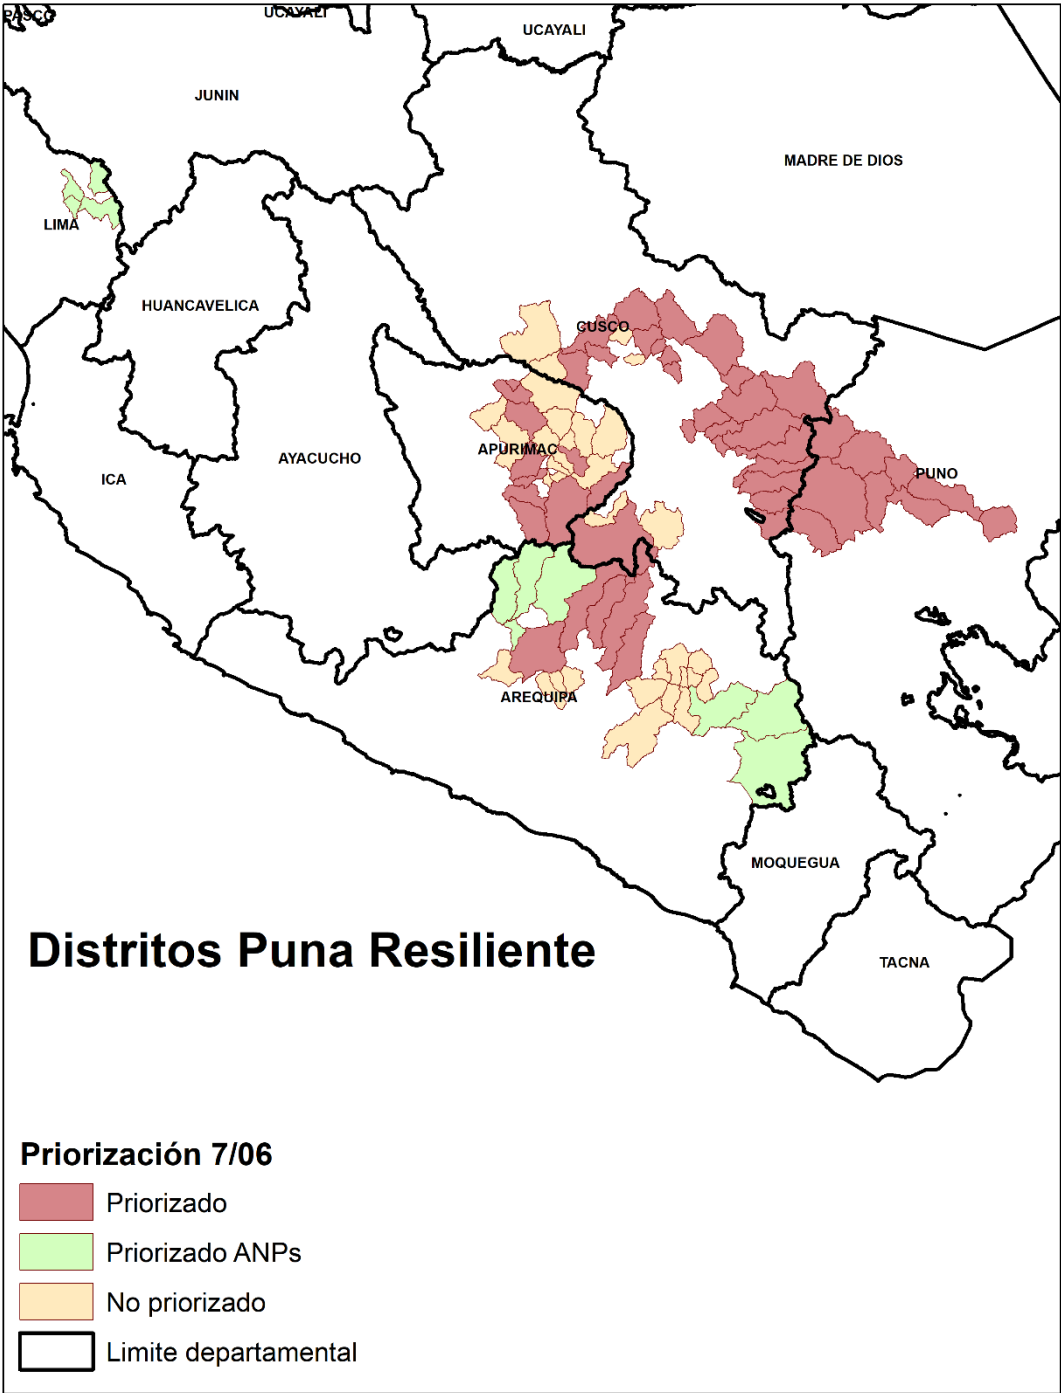 PASCO
UCAYALI
UCAYALI
JUNIN
MADRE DE DIOS
LIMA
HUANCAVELICA
CUSCO
APURIMAC
AYACUCHO
ICA
PUNO
AREQUIPA
MOQUEGUA
TACNA
Distritos Puna Resiliente
Priorización 7/06
Priorizado
Priorizado ANPs
No priorizado
Limite departamental